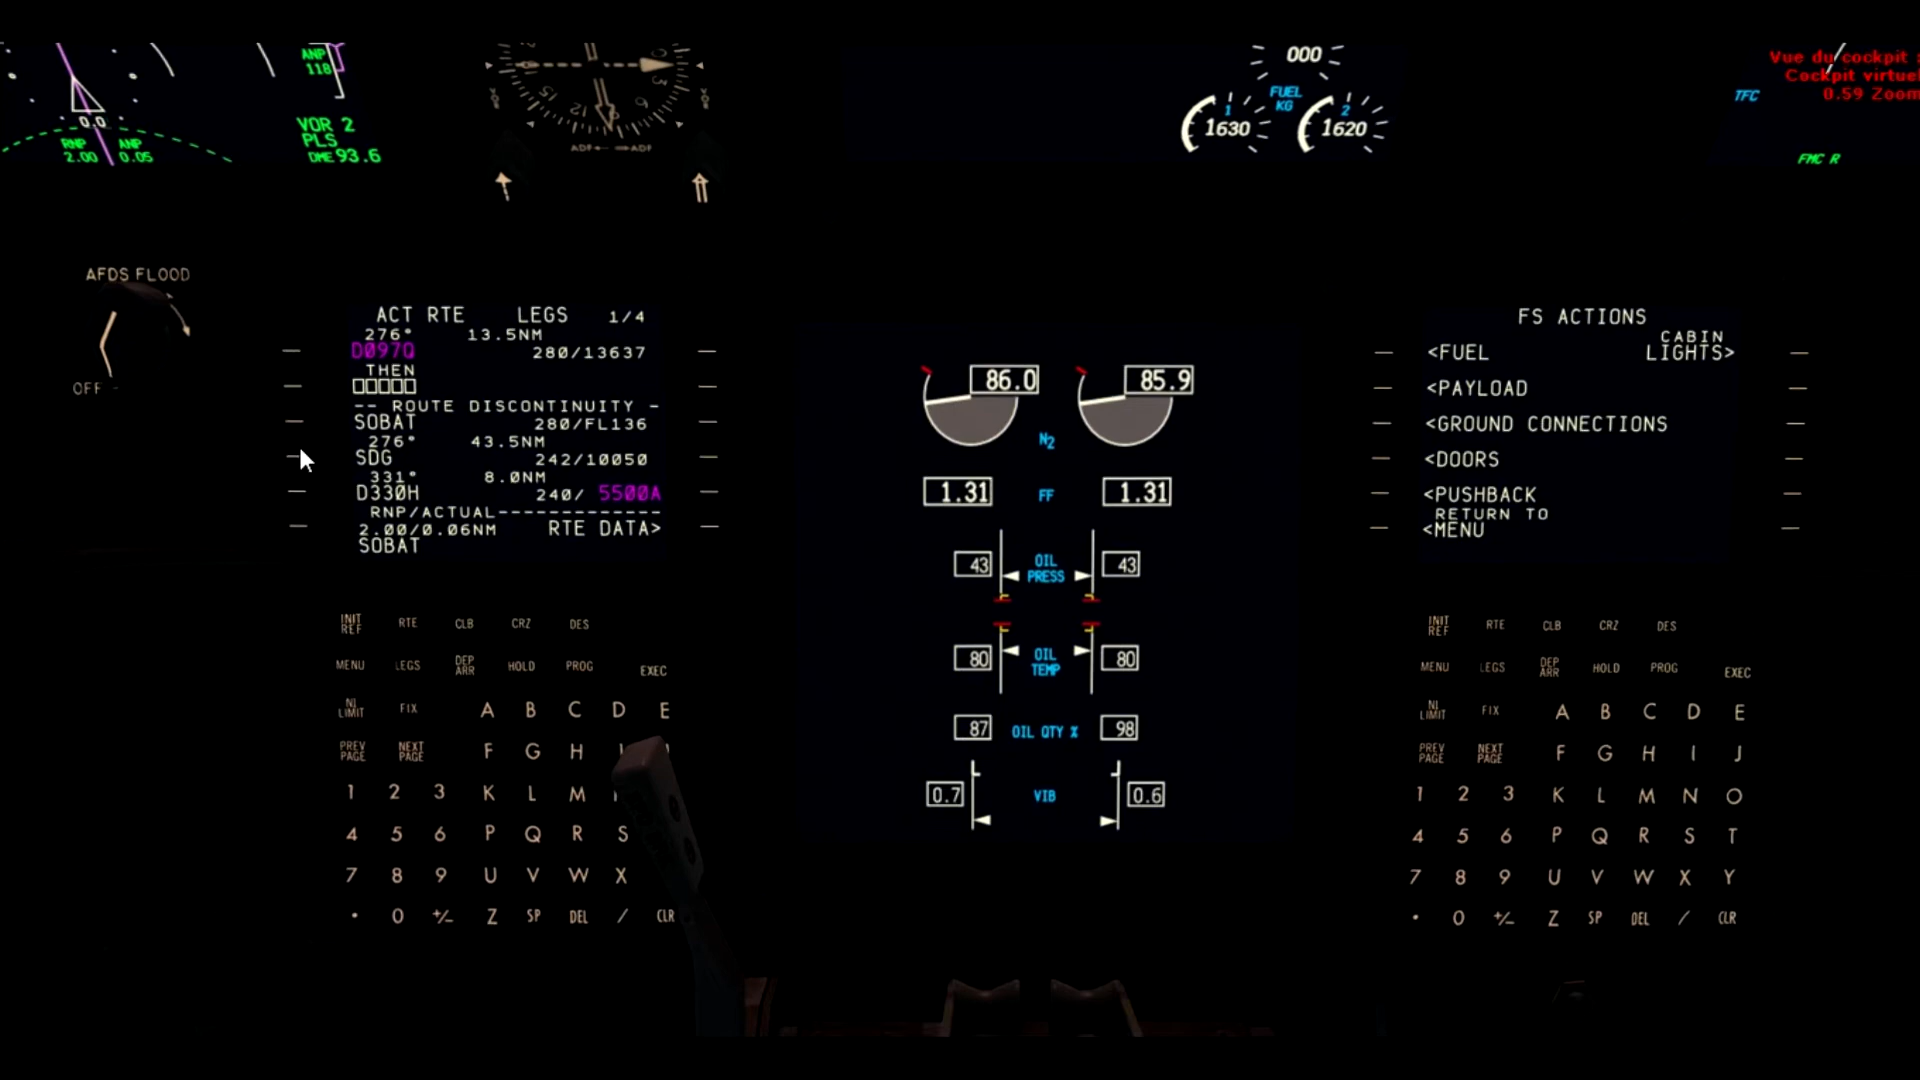 ANP
118
VOR 2
PLS
DME 93.6
0.0
RNP ANP
2.00 0.05
ADF ADF
000
FUEL
KG
1 2
1630 1620
Vue du cockpit :
Cockpit virtuel
0.59 Zoom
TFC
FMC R
AFDS FLOOD
OFF
ACT RTE LEGS 1/4
276° 13.5NM
D097Q 280/13637
THEN
□□□□□
-- ROUTE DISCONTINUITY -
SOBAT 280/FL136
276° 43.5NM
SDG 242/10050
331° 8.0NM
D330H 240/ 5500A
RNP/ACTUAL-------------
2.00/0.06NM RTE DATA>
SOBAT
INIT REF RTE CLB CRZ DES
MENU LEGS DEP ARR HOLD PROG EXEC
N1 LIMIT FIX A B C D E
PREV PAGE NEXT PAGE F G H
1 2 3 K L M
4 5 6 P Q R S
7 8 9 U V W X
. 0 +/- Z SP DEL / CLR
86.0 85.9
N2
1.31 FF 1.31
43 OIL PRESS 43
80 OIL TEMP 80
87 OIL QTY % 98
0.7 VIB 0.6
FS ACTIONS
CABIN
<FUEL LIGHTS>
<PAYLOAD
<GROUND CONNECTIONS
<DOORS
<PUSHBACK
RETURN TO
<MENU
INIT REF RTE CLB CRZ DES
MENU LEGS DEP ARR HOLD PROG EXEC
N1 LIMIT FIX A B C D E
PREV PAGE NEXT PAGE F G H I J
1 2 3 K L M N O
4 5 6 P Q R S T
7 8 9 U V W X Y
. 0 +/- Z SP DEL / CLR